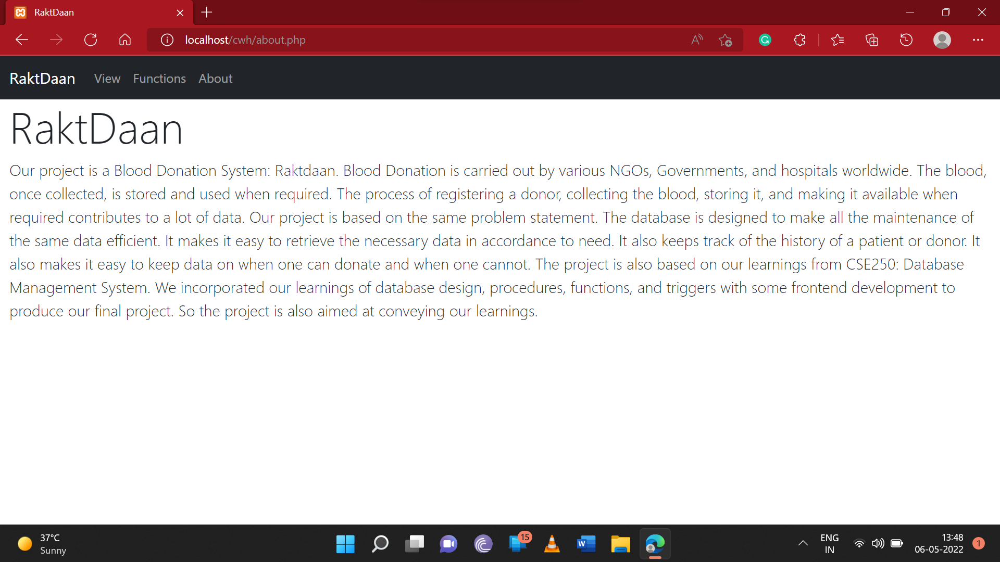 RaktDaan
localhost/cwh/about.php
RaktDaan View Functions About
RaktDaan
Our project is a Blood Donation System: Raktdaan. Blood Donation is carried out by various NGOs, Governments, and hospitals worldwide. The blood,
once collected, is stored and used when required. The process of registering a donor, collecting the blood, storing it, and making it available when
required contributes to a lot of data. Our project is based on the same problem statement. The database is designed to make all the maintenance of
the same data efficient. It makes it easy to retrieve the necessary data in accordance to need. It also keeps track of the history of a patient or donor. It
also makes it easy to keep data on when one can donate and when one cannot. The project is also based on our learnings from CSE250: Database
Management System. We incorporated our learnings of database design, procedures, functions, and triggers with some frontend development to
produce our final project. So the project is also aimed at conveying our learnings.
37°C
Sunny
15
W
ENG
IN
13:48
06-05-2022
1